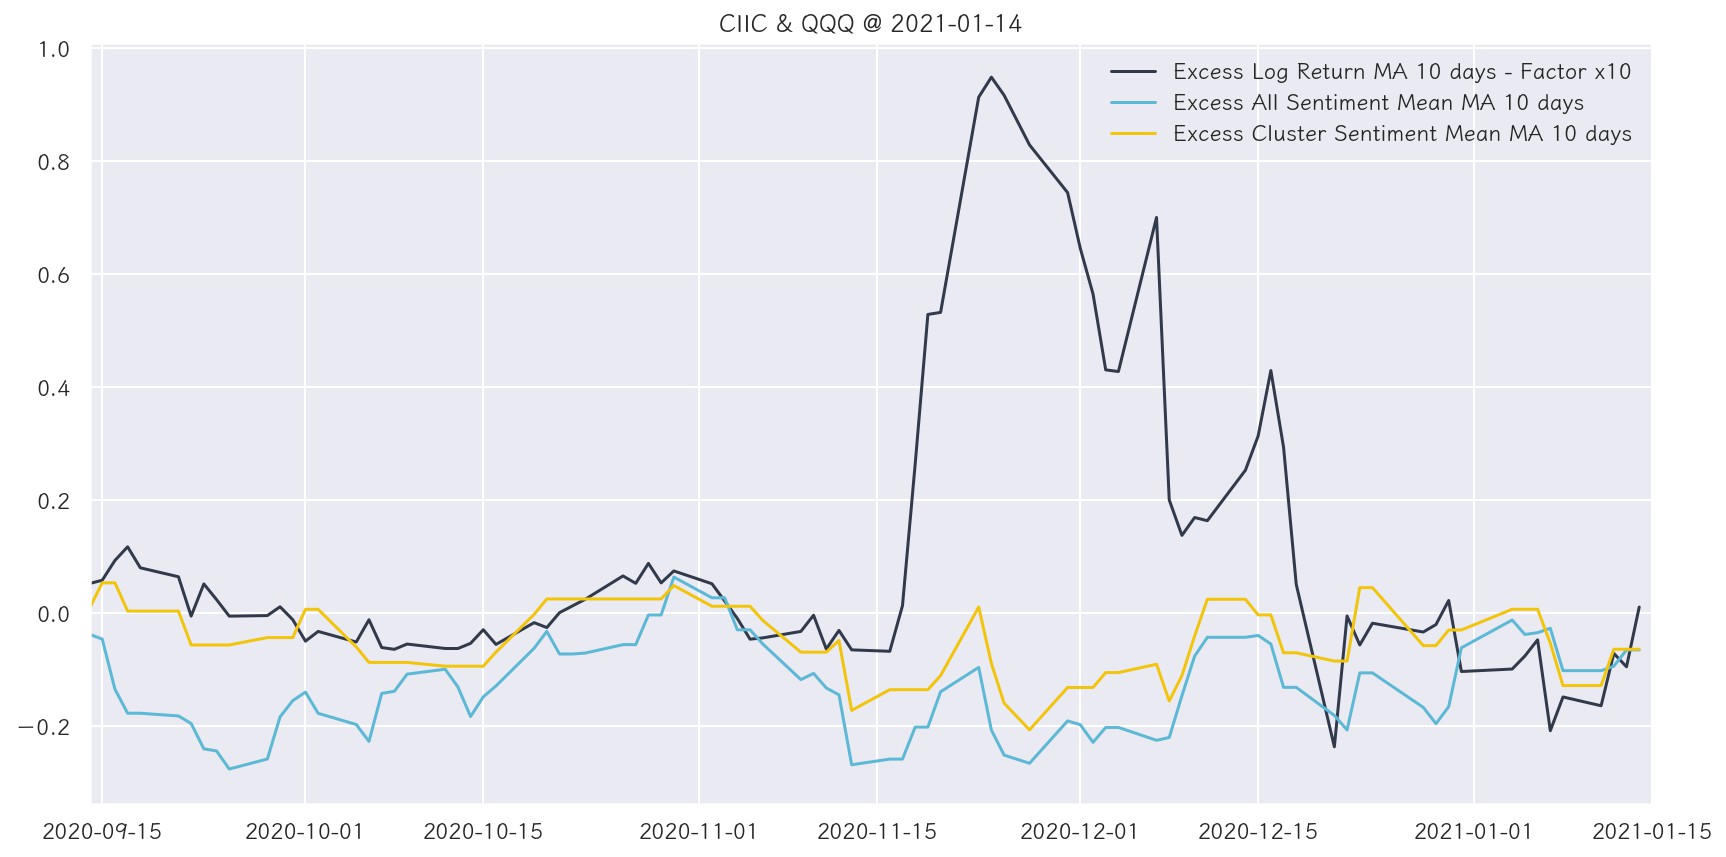 CIIC & QQQ @ 2021-01-14
1.0
0.8
0.6
0.4
0.2
0.0
−0.2
Excess Log Return MA 10 days - Factor x10
Excess All Sentiment Mean MA 10 days
Excess Cluster Sentiment Mean MA 10 days
2020-09-15 2020-10-01 2020-10-15 2020-11-01 2020-11-15 2020-12-01 2020-12-15 2021-01-01 2021-01-15